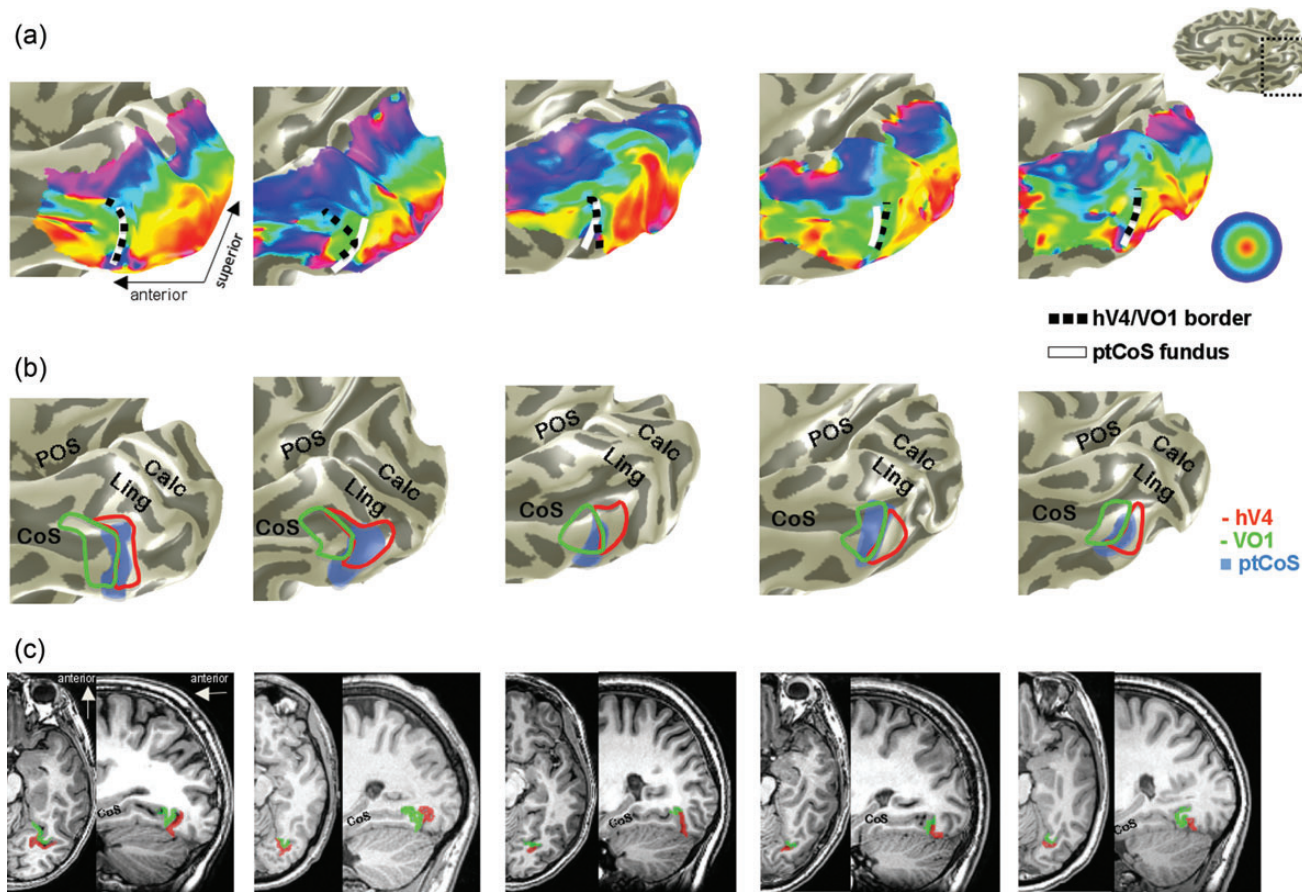 (a)
anterior
superior
hV4/VO1 border
ptCoS fundus
(b)
POS
Calc
Ling
CoS
POS
Calc
Ling
CoS
POS
Calc
Ling
CoS
POS
Calc
Ling
CoS
POS
Calc
Ling
CoS
- hV4
- VO1
ptCoS
(c)
anterior
anterior
CoS
CoS
CoS
CoS
CoS